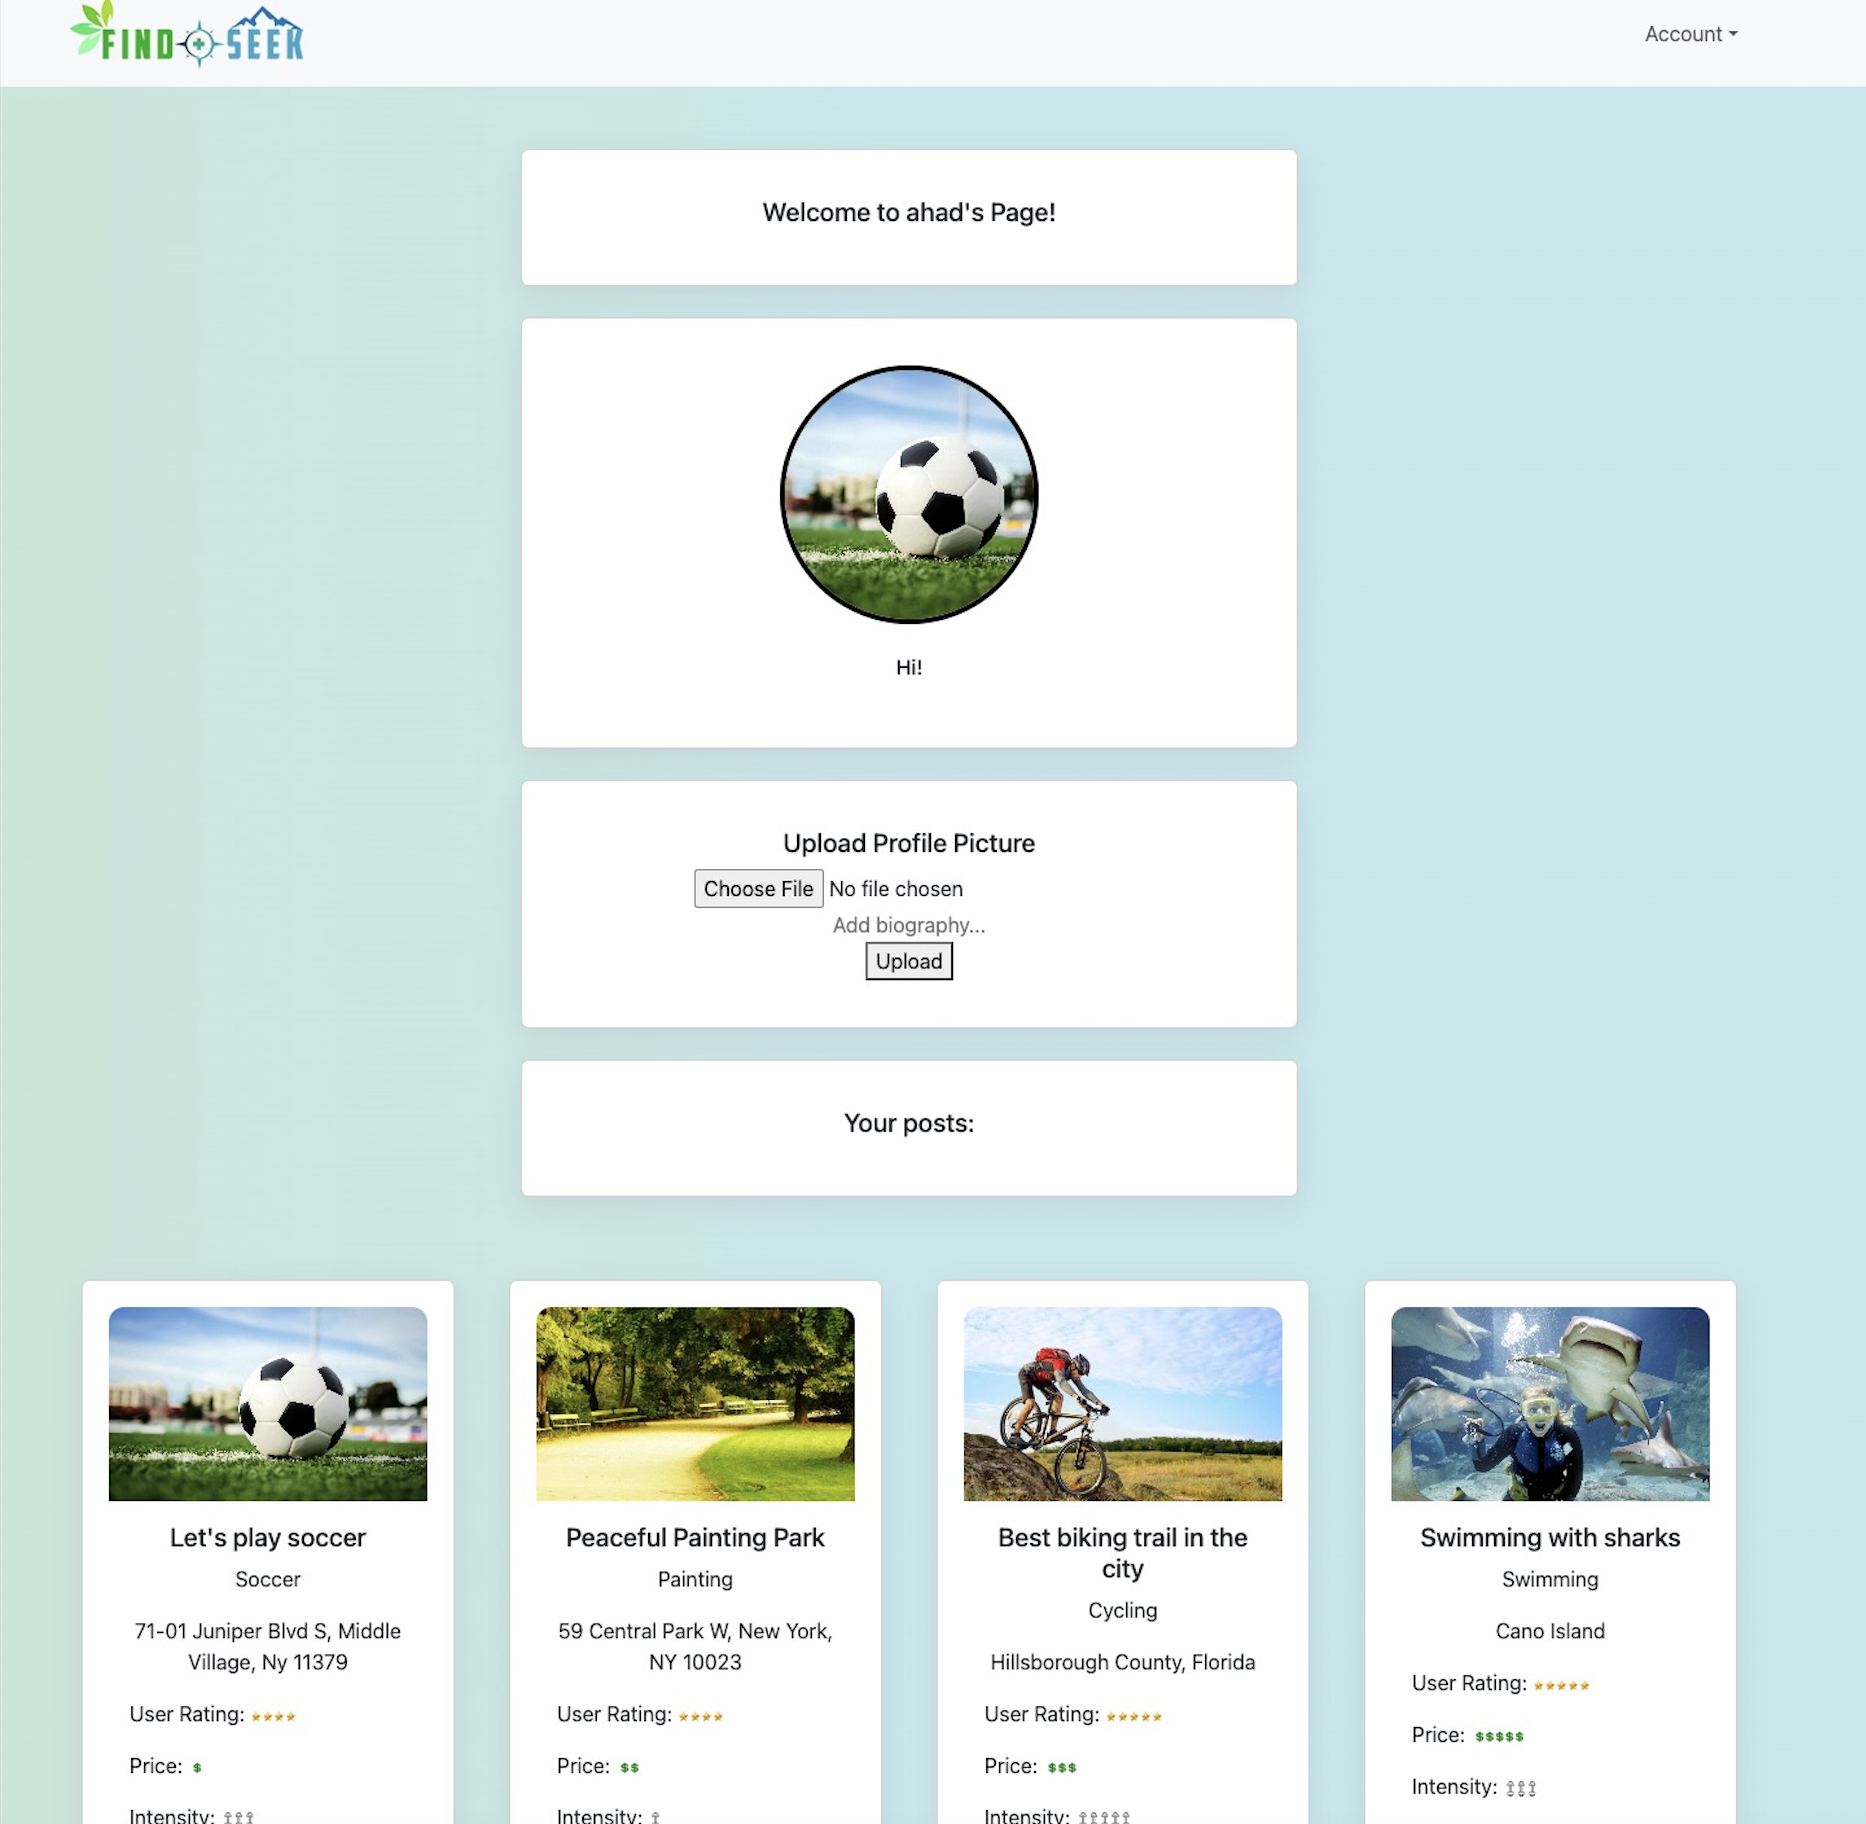 FIND SEEK
Account
Welcome to ahad's Page!
Hi!
Upload Profile Picture
Choose File No file chosen
Add biography...
Upload
Your posts:
Let's play soccer
Soccer
71-01 Juniper Blvd S, Middle
Village, Ny 11379
User Rating:
Price: $
Intensity:
Peaceful Painting Park
Painting
59 Central Park W, New York,
NY 10023
User Rating:
Price: $$
Intensity:
Best biking trail in the
city
Cycling
Hillsborough County, Florida
User Rating:
Price: $$$
Intensity:
Swimming with sharks
Swimming
Cano Island
User Rating:
Price: $$$$$
Intensity: